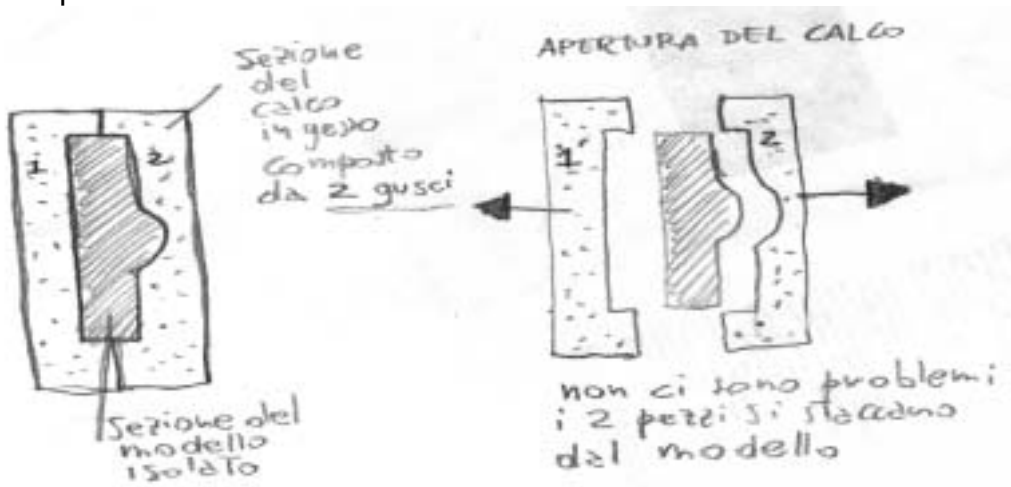 Sezione
del
calco
in gesso
composto
da 2 gusci
1
2
Sezione del
modello
isolato
APERTURA DEL CALCO
1
2
non ci sono problemi
i 2 pezzi si staccano
dal modello